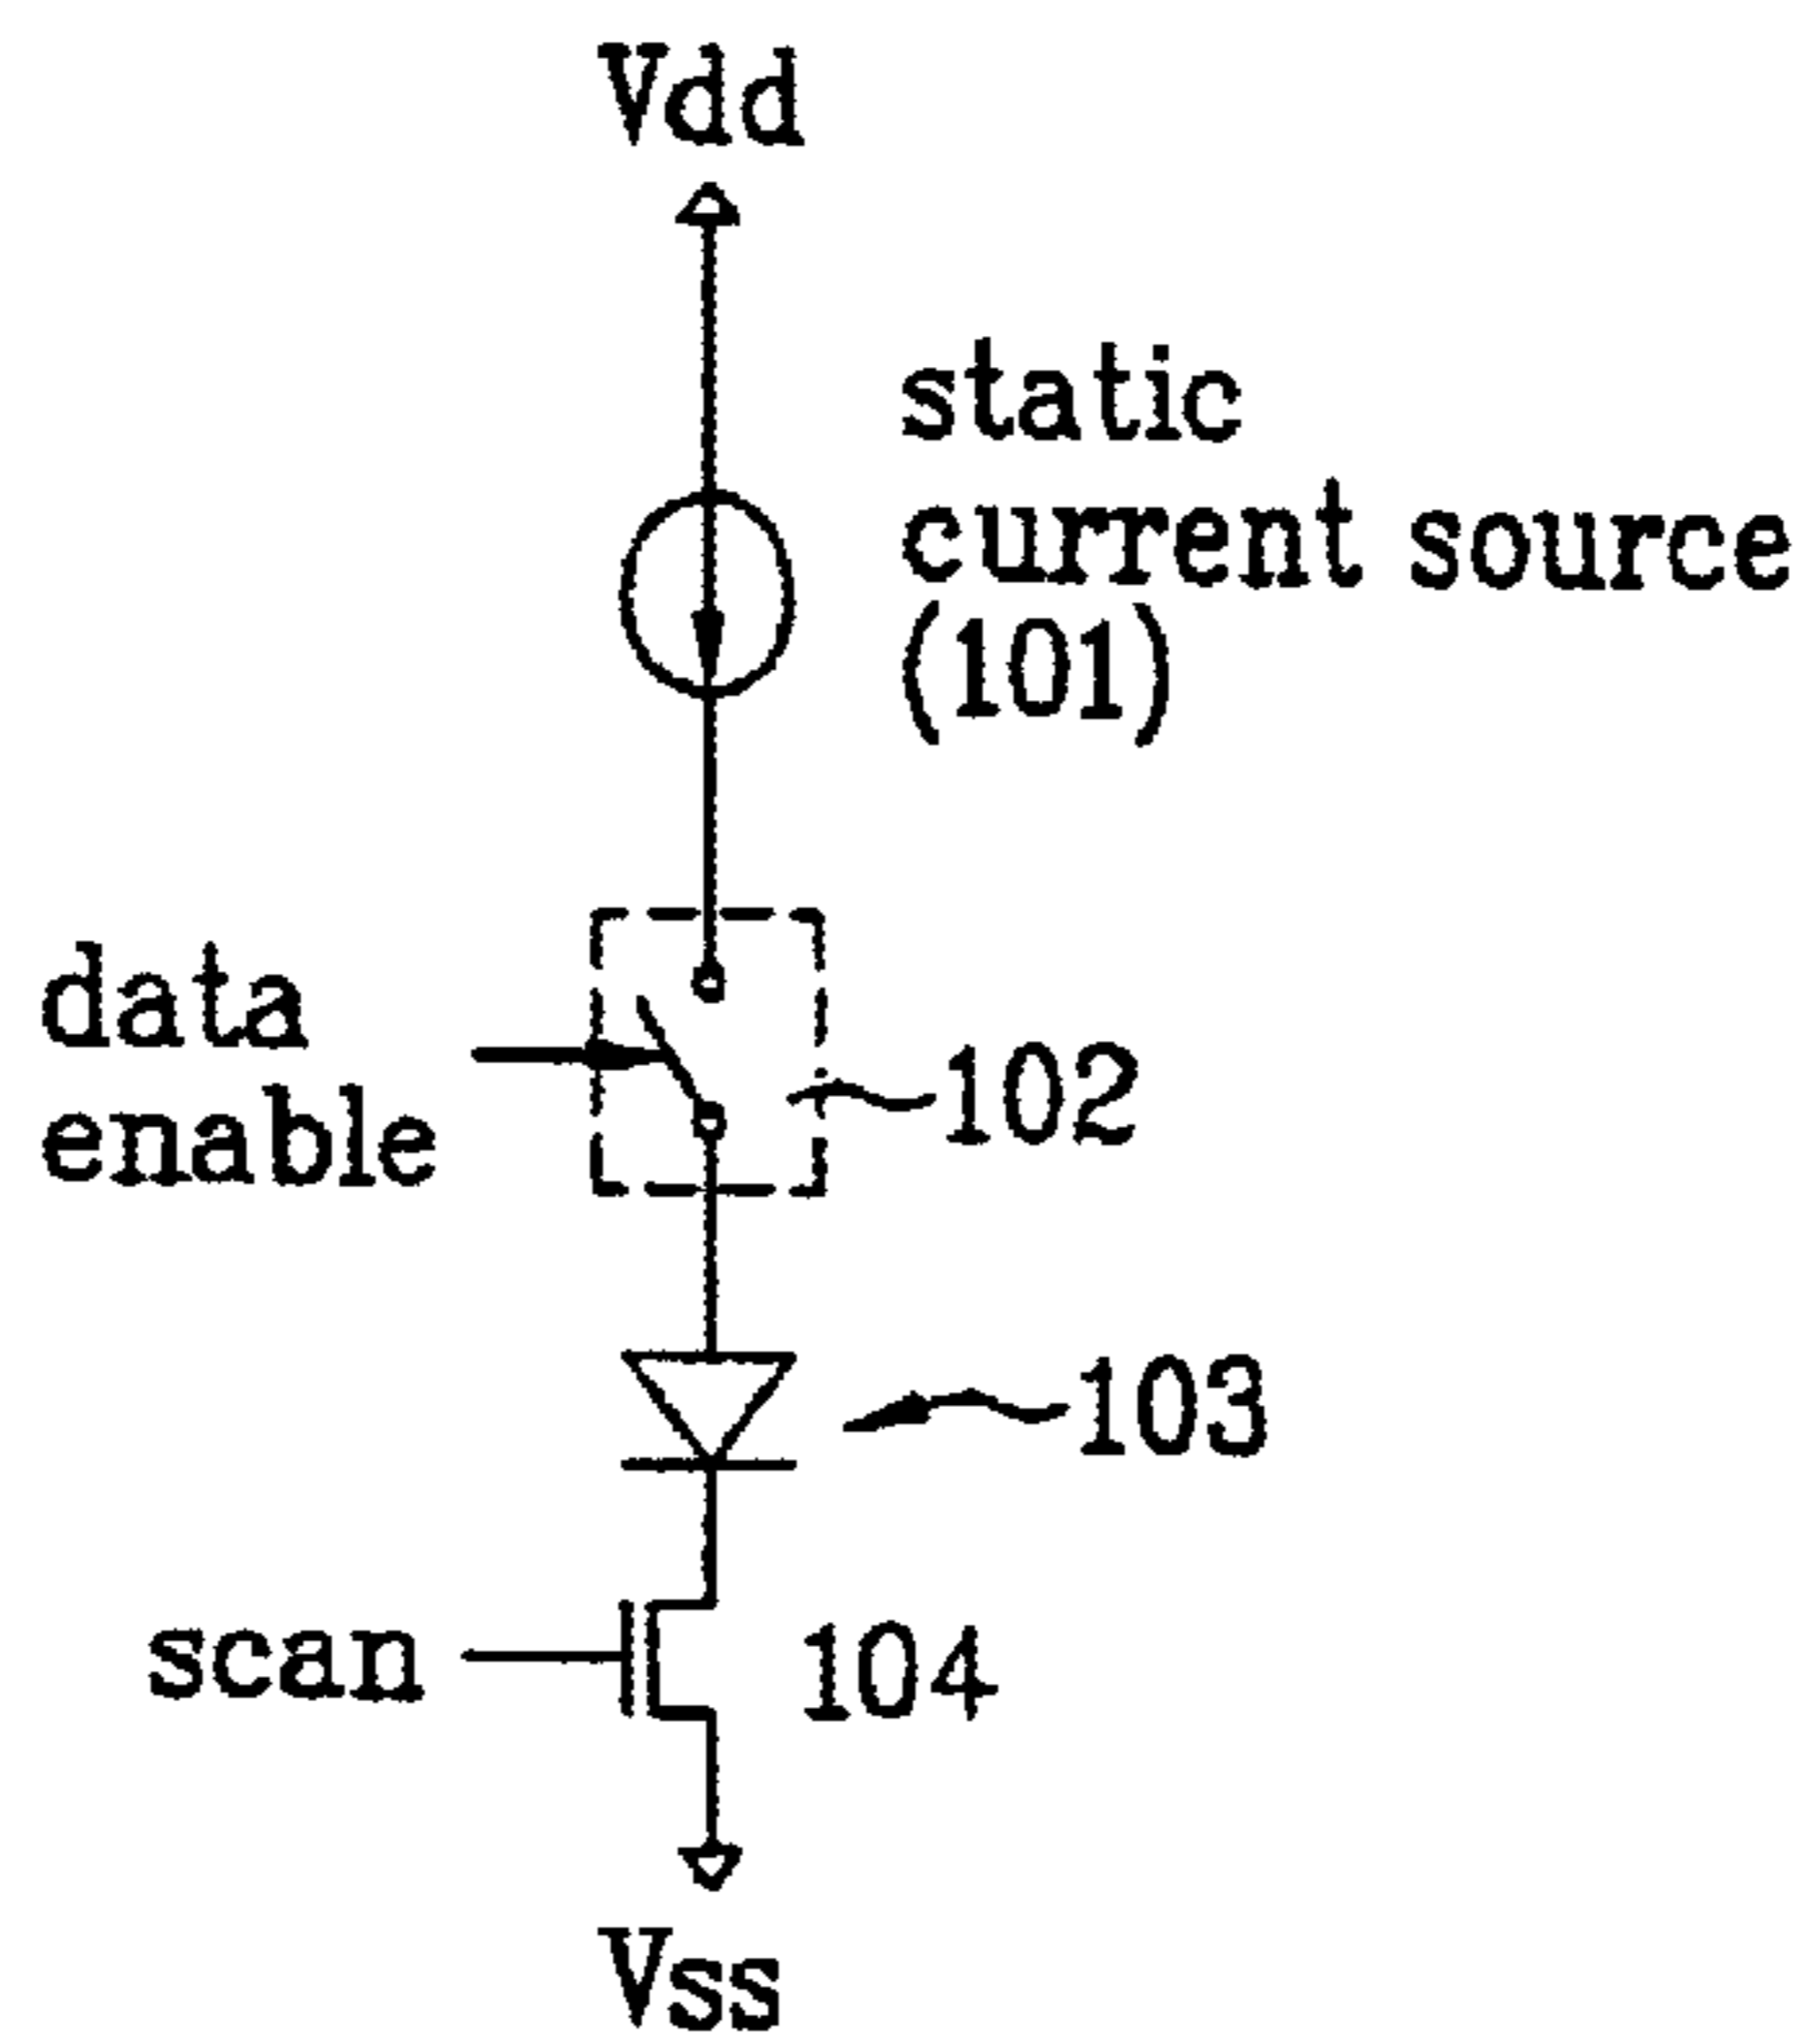 Vdd
static
current source
(101)
data
enable
102
103
scan
104
Vss